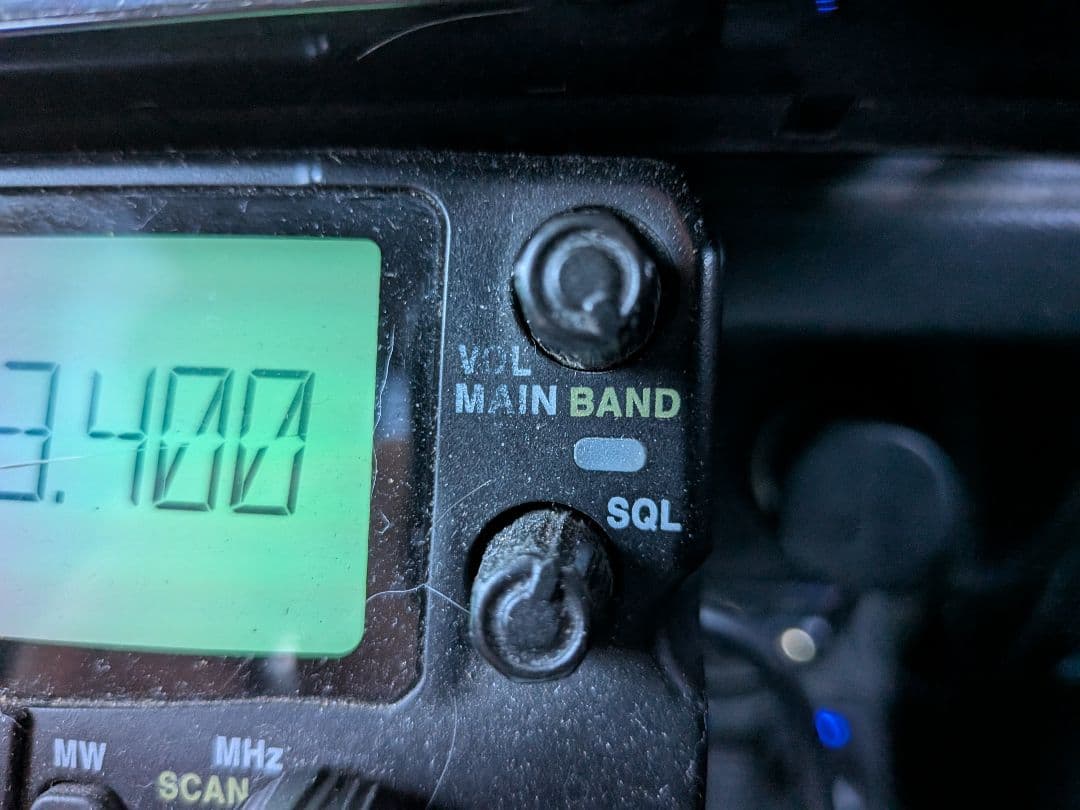 3.400
VOL
MAIN BAND
SQL
MW
MHz
SCAN